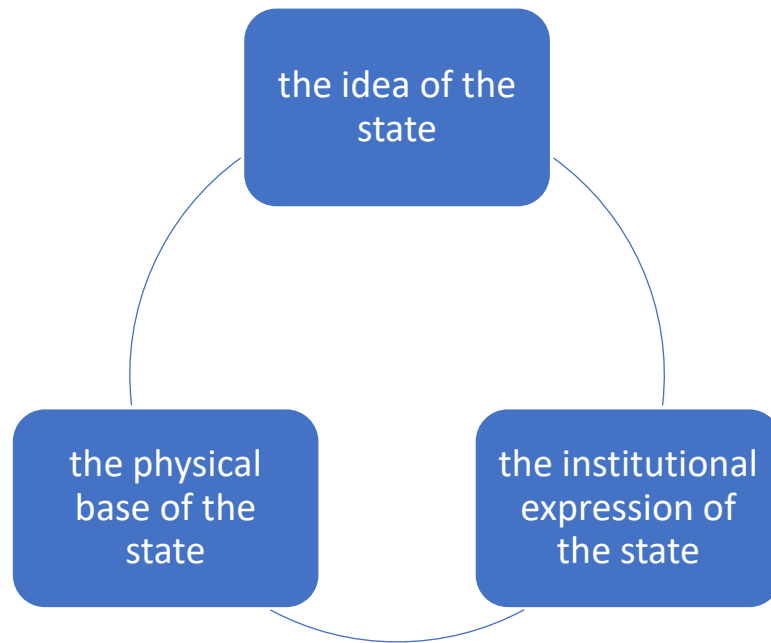 the idea of the
state
the physical
base of the
state
the institutional
expression of
the state